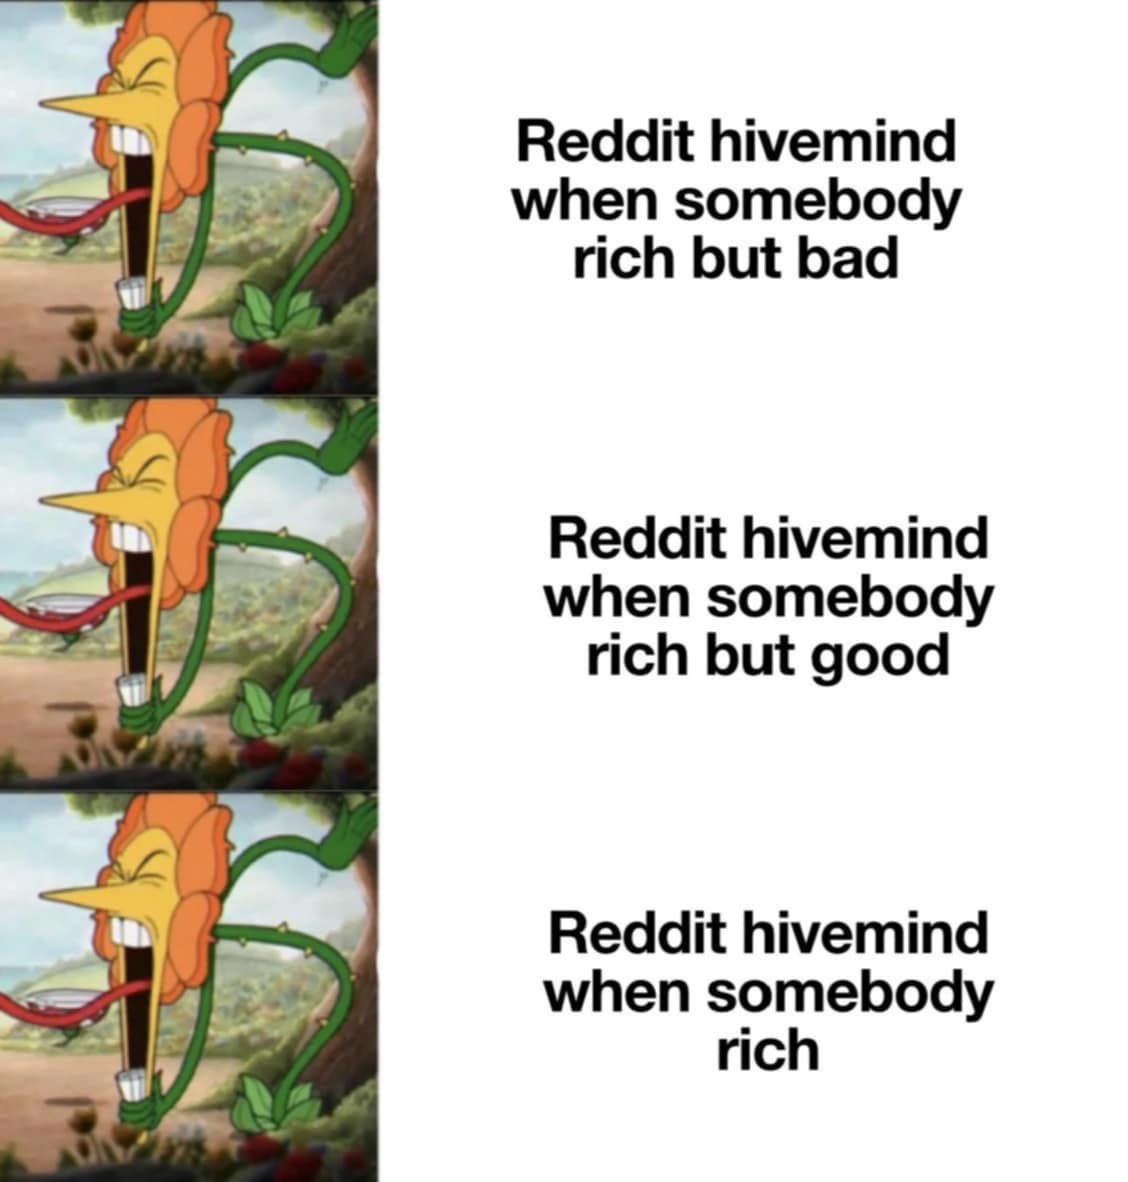 Reddit hivemind
when somebody
rich but bad
Reddit hivemind
when somebody
rich but good
Reddit hivemind
when somebody
rich